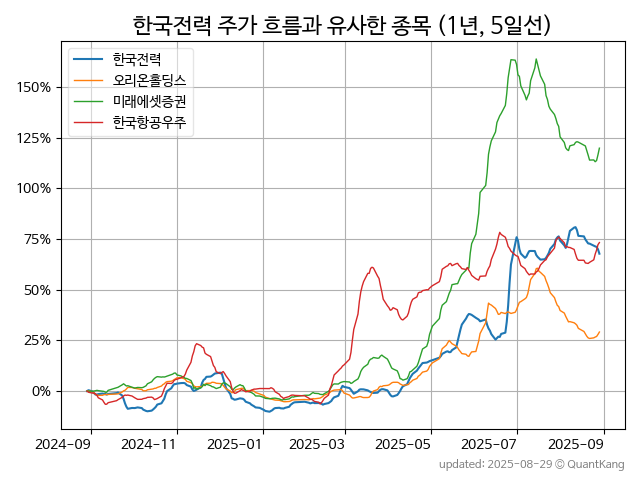 한국전력 주가 흐름과 유사한 종목 (1년, 5일선)
한국전력
오리온홀딩스
미래에셋증권
한국항공우주
150%
125%
100%
75%
50%
25%
0%
2024-09 2024-11 2025-01 2025-03 2025-05 2025-07 2025-09
updated: 2025-08-29 © QuantKang